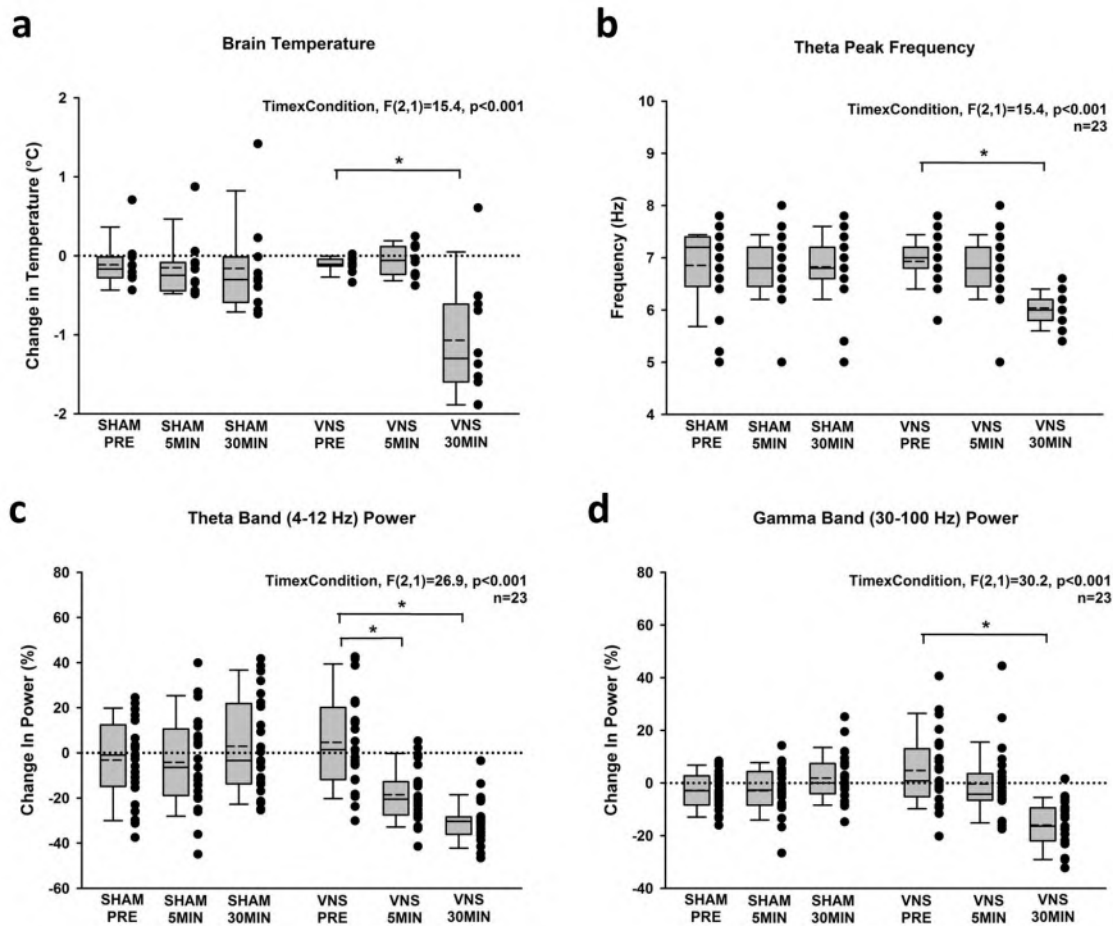 a
Brain Temperature
TimexCondition, F(2,1)=15.4, p<0.001
Change in Temperature (°C)
2
1
0
-1
-2
*
SHAM PRE
SHAM 5MIN
SHAM 30MIN
VNS PRE
VNS 5MIN
VNS 30MIN
b
Theta Peak Frequency
TimexCondition, F(2,1)=15.4, p<0.001
n=23
Frequency (Hz)
10
9
8
7
6
5
4
*
SHAM PRE
SHAM 5MIN
SHAM 30MIN
VNS PRE
VNS 5MIN
VNS 30MIN
c
Theta Band (4-12 Hz) Power
TimexCondition, F(2,1)=26.9, p<0.001
n=23
Change In Power (%)
80
60
40
20
0
-20
-40
-60
*
*
SHAM PRE
SHAM 5MIN
SHAM 30MIN
VNS PRE
VNS 5MIN
VNS 30MIN
d
Gamma Band (30-100 Hz) Power
TimexCondition, F(2,1)=30.2, p<0.001
n=23
Change In Power (%)
80
60
40
20
0
-20
-40
*
SHAM PRE
SHAM 5MIN
SHAM 30MIN
VNS PRE
VNS 5MIN
VNS 30MIN